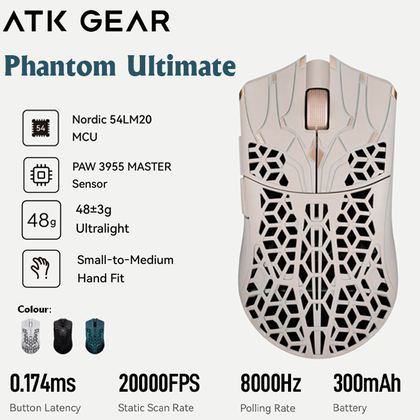 ATK GEAR
Phantom Ultimate
54
Nordic 54LM20
MCU
PAW 3955 MASTER
Sensor
48g
48±3g
Ultralight
Small-to-Medium
Hand Fit
Colour:
0.174ms
20000FPS
8000Hz
300mAh
Button Latency
Static Scan Rate
Polling Rate
Battery